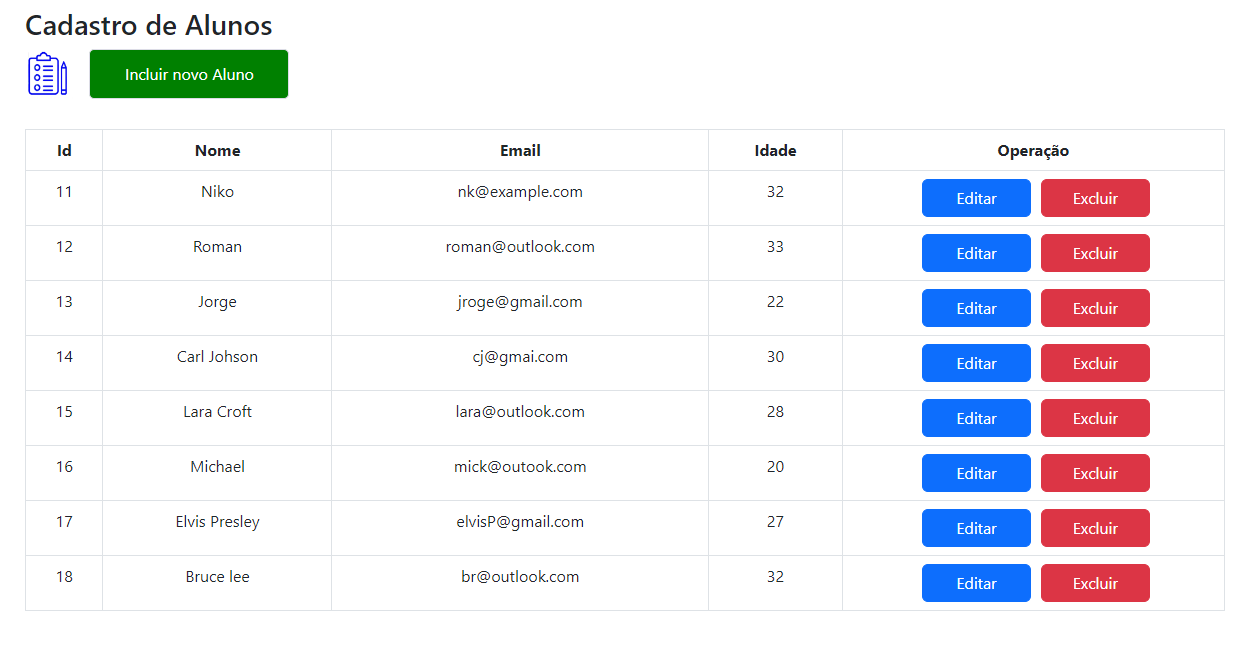 Cadastro de Alunos
Incluir novo Aluno
Id Nome Email Idade Operação
11 Niko nk@example.com 32 Editar Excluir
12 Roman roman@outlook.com 33 Editar Excluir
13 Jorge jroge@gmail.com 22 Editar Excluir
14 Carl Johson cj@gmai.com 30 Editar Excluir
15 Lara Croft lara@outlook.com 28 Editar Excluir
16 Michael mick@outook.com 20 Editar Excluir
17 Elvis Presley elvisP@gmail.com 27 Editar Excluir
18 Bruce lee br@outlook.com 32 Editar Excluir